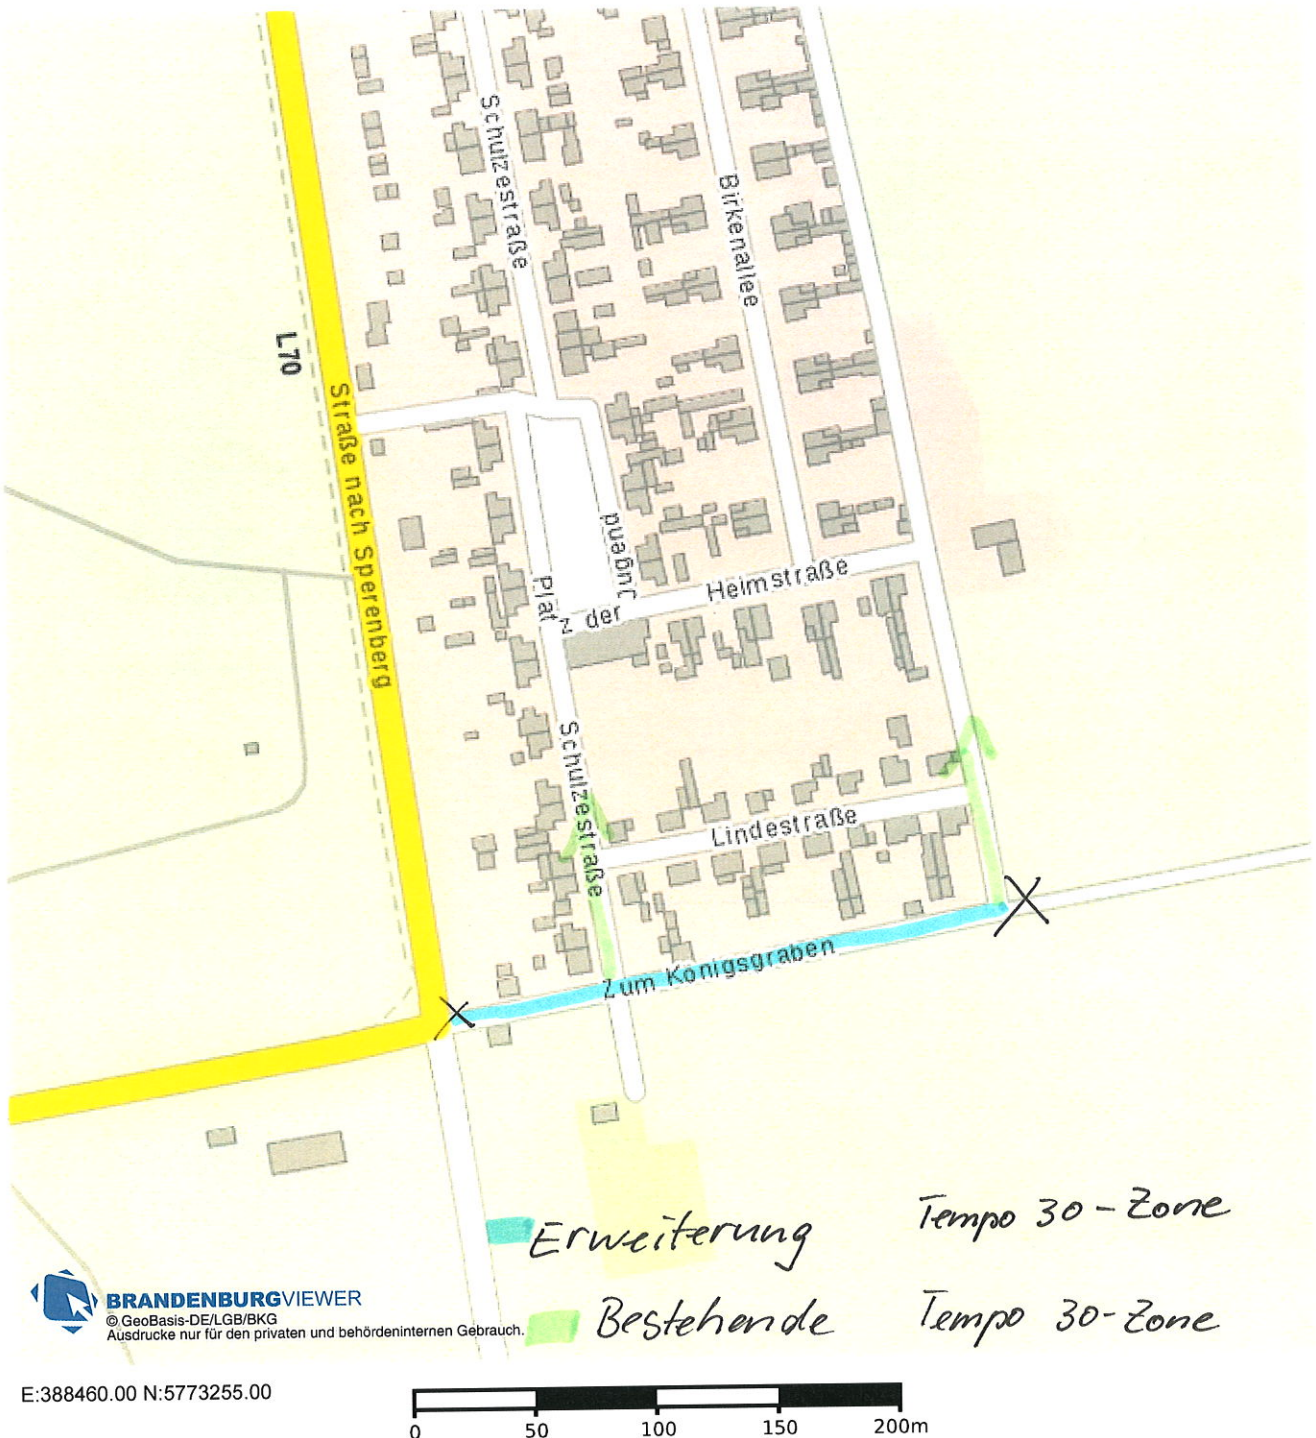 Schulzestraße
Birkenallee
L70
Straße nach Sperenberg
Platz der
Jugend
Helmstraße
Schulzestraße
Lindestraße
Zum Königsgraben
Erweiterung Tempo 30-Zone
Bestehende Tempo 30-Zone
BRANDENBURGVIEWER
© GeoBasis-DE/LGB/BKG
Ausdrucke nur für den privaten und behördeninternen Gebrauch.
E:388460.00 N:5773255.00
0 50 100 150 200m